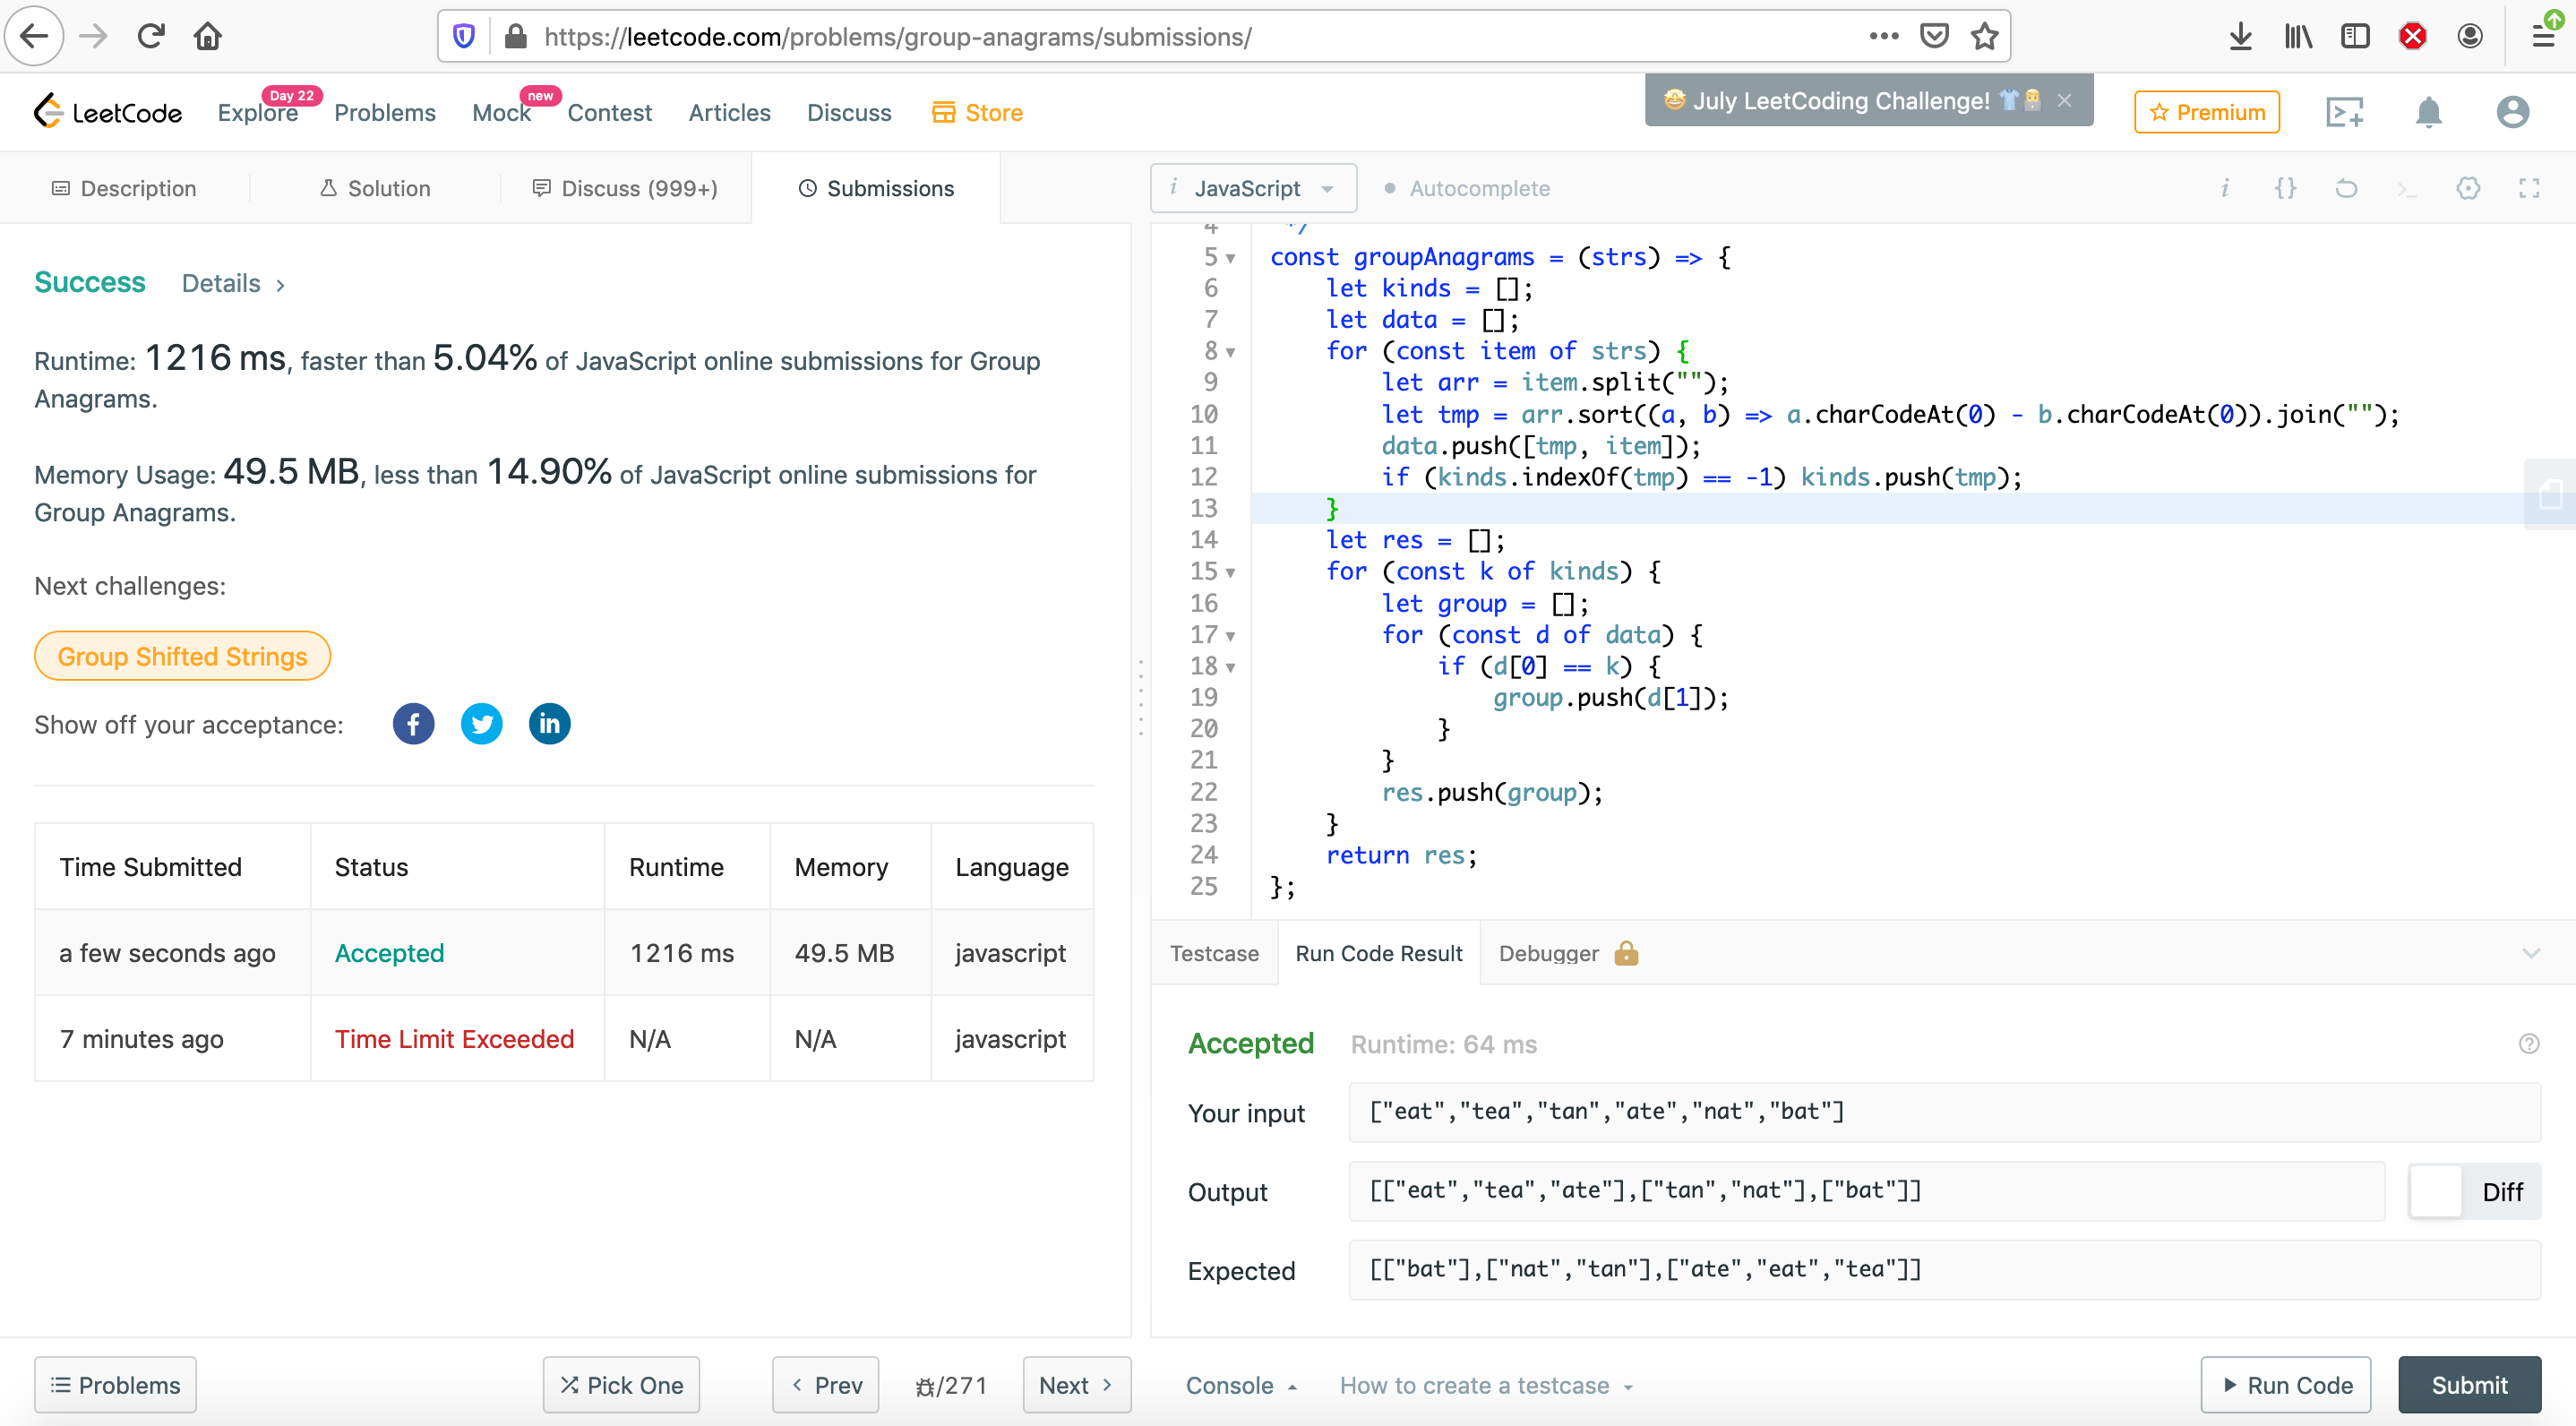 https://leetcode.com/problems/group-anagrams/submissions/
LeetCode
Explore
Day 22
Problems
Mock
new
Contest
Articles
Discuss
Store
July LeetCoding Challenge!
Premium
Description
Solution
Discuss (999+)
Submissions
i JavaScript
Autocomplete
Success
Details
Runtime: 1216 ms, faster than 5.04% of JavaScript online submissions for Group
Anagrams.
Memory Usage: 49.5 MB, less than 14.90% of JavaScript online submissions for
Group Anagrams.
Next challenges:
Group Shifted Strings
Show off your acceptance:
Time Submitted Status Runtime Memory Language
a few seconds ago Accepted 1216 ms 49.5 MB javascript
7 minutes ago Time Limit Exceeded N/A N/A javascript
4 */
5 const groupAnagrams = (strs) => {
6 let kinds = [];
7 let data = [];
8 for (const item of strs) {
9 let arr = item.split("");
10 let tmp = arr.sort((a, b) => a.charCodeAt(0) - b.charCodeAt(0)).join("");
11 data.push([tmp, item]);
12 if (kinds.indexOf(tmp) == -1) kinds.push(tmp);
13 }
14 let res = [];
15 for (const k of kinds) {
16 let group = [];
17 for (const d of data) {
18 if (d[0] == k) {
19 group.push(d[1]);
20 }
21 }
22 res.push(group);
23 }
24 return res;
25 };
Testcase
Run Code Result
Debugger
Accepted
Runtime: 64 ms
Your input
["eat","tea","tan","ate","nat","bat"]
Output
[["eat","tea","ate"],["tan","nat"],["bat"]]
Diff
Expected
[["bat"],["nat","tan"],["ate","eat","tea"]]
Problems
Pick One
Prev
/271
Next
Console
How to create a testcase
Run Code
Submit